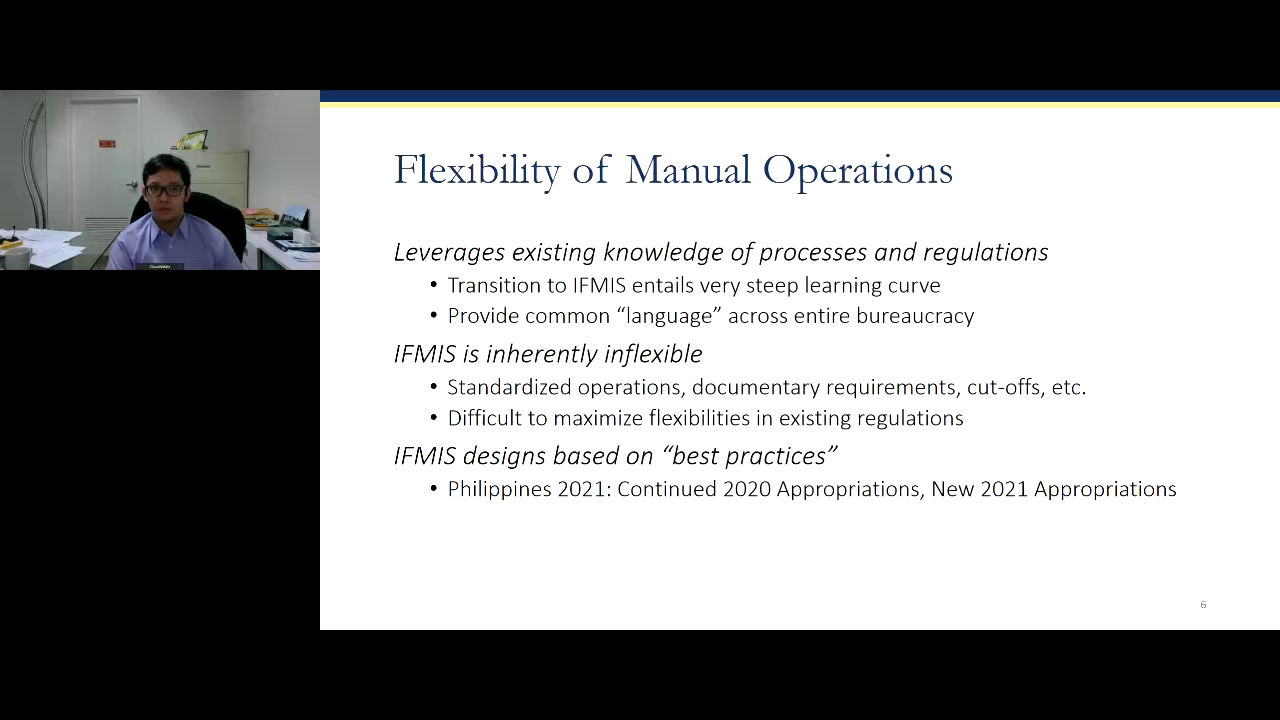 Flexibility of Manual Operations
Leverages existing knowledge of processes and regulations
• Transition to IFMIS entails very steep learning curve
• Provide common “language” across entire bureaucracy
IFMIS is inherently inflexible
• Standardized operations, documentary requirements, cut-offs, etc.
• Difficult to maximize flexibilities in existing regulations
IFMIS designs based on “best practices”
• Philippines 2021: Continued 2020 Appropriations, New 2021 Appropriations
6